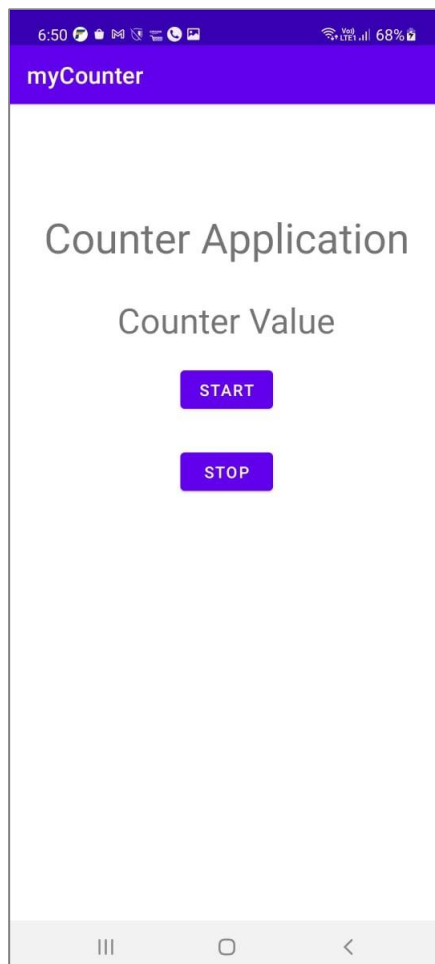 6:50 68%
myCounter
Counter Application
Counter Value
START
STOP